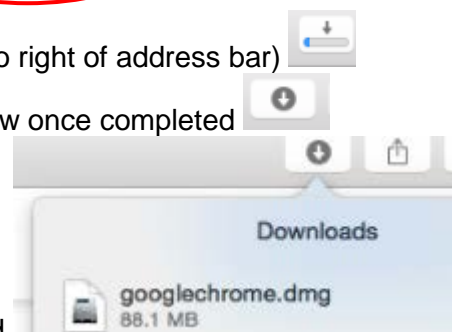 o right of address bar)
w once completed
Downloads
googlechrome.dmg
88.1 MB